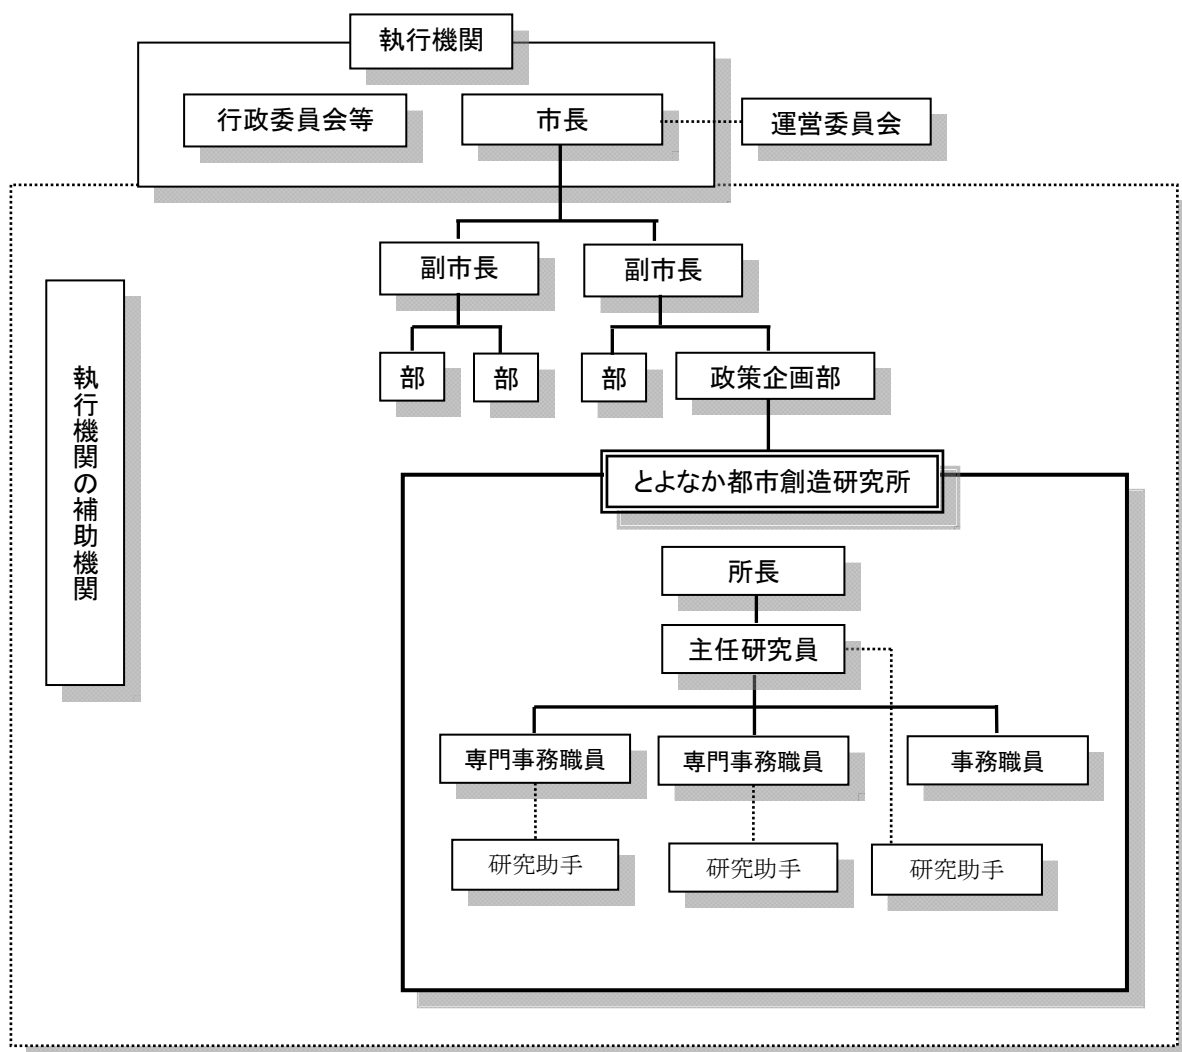 執行機関
行政委員会等
市長
運営委員会
副市長
副市長
執行機関の補助機関
部
部
部
政策企画部
とよなか都市創造研究所
所長
主任研究員
専門事務職員
専門事務職員
事務職員
研究助手
研究助手
研究助手